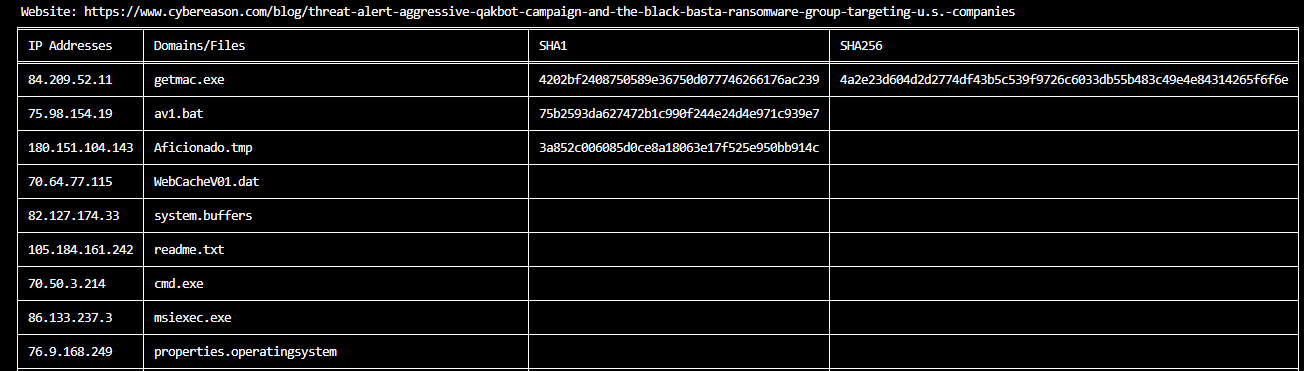 Website: https://www.cybereason.com/blog/threat-alert-aggressive-qakbot-campaign-and-the-black-basta-ransomware-group-targeting-u.s.-companies
IP Addresses Domains/Files SHA1 SHA256
84.209.52.11 getmac.exe 4202bf2408750589e36750d077746266176ac239 4a2e23d604d2d2774df43b5c539f9726c6033db55b483c49e4e84314265f6f6e
75.98.154.19 av1.bat 75b2593da627472b1c990f244e24d4e971c939e7
180.151.104.143 Aficionado.tmp 3a852c006085d0ce8a18063e17f525e950bb914c
70.64.77.115 WebCacheV01.dat
82.127.174.33 system.buffers
105.184.161.242 readme.txt
70.50.3.214 cmd.exe
86.133.237.3 msiexec.exe
76.9.168.249 properties.operatingsystem